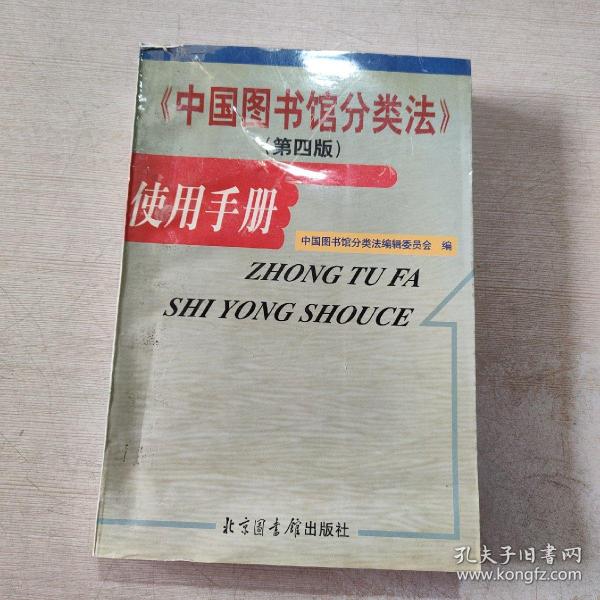 《中国图书馆分类法》
（第四版）
使用手册
中国图书馆分类法编辑委员会 编
ZHONG TU FA
SHI YONG SHOUCE
北京图书馆出版社
孔夫子旧书网
www.kongfz.com